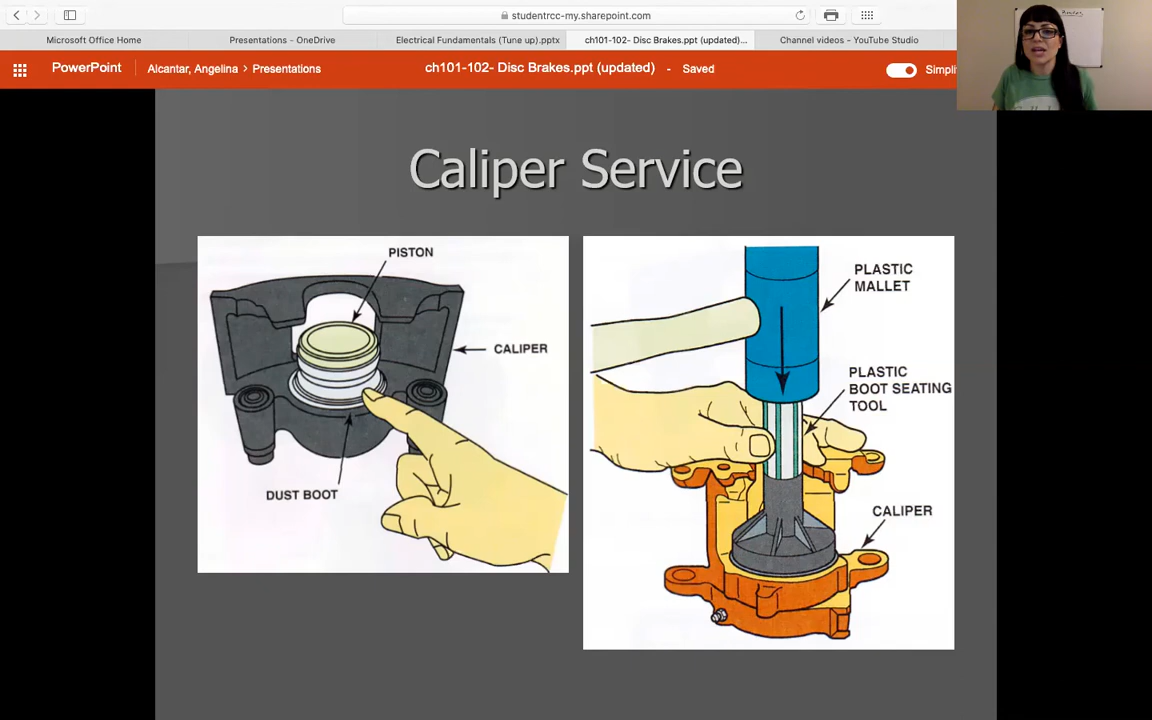 studentrcc-my.sharepoint.com
Microsoft Office Home
Presentations - OneDrive
Electrical Fundamentals (Tune up).pptx
ch101-102- Disc Brakes.ppt (updated)...
Channel videos - YouTube Studio
PowerPoint
Alcantar, Angelina > Presentations
ch101-102- Disc Brakes.ppt (updated) - Saved
Simplif
Caliper Service
PISTON
CALIPER
DUST BOOT
PLASTIC
MALLET
PLASTIC
BOOT SEATING
TOOL
CALIPER